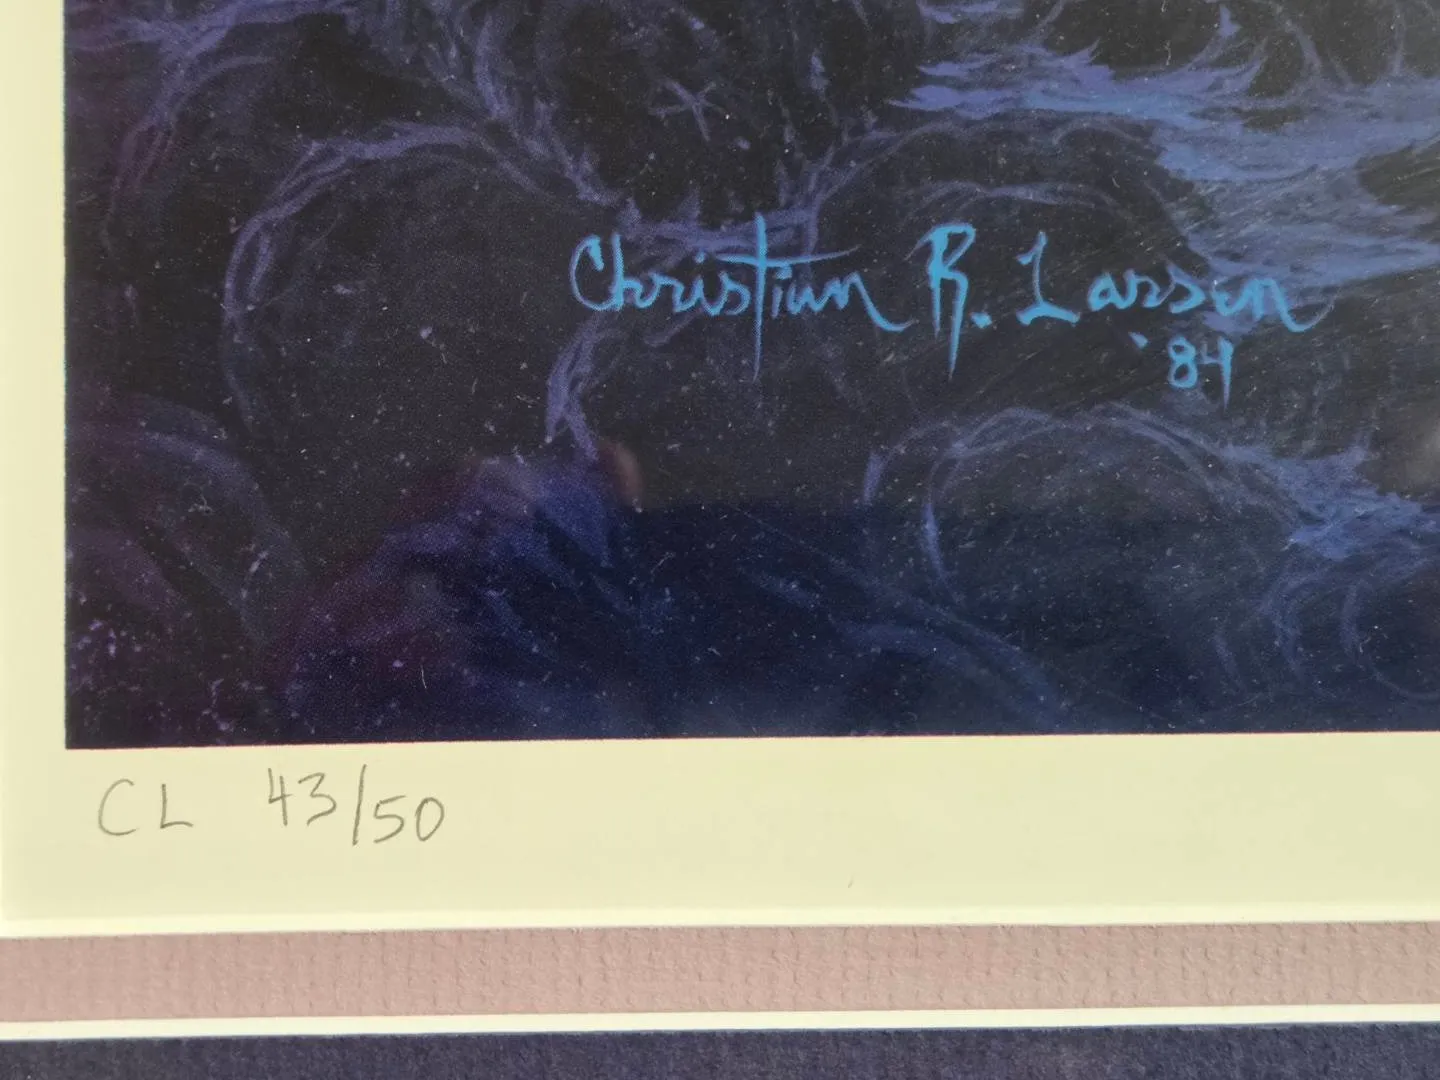 Christian R. Larsen
'84
CL 43/50